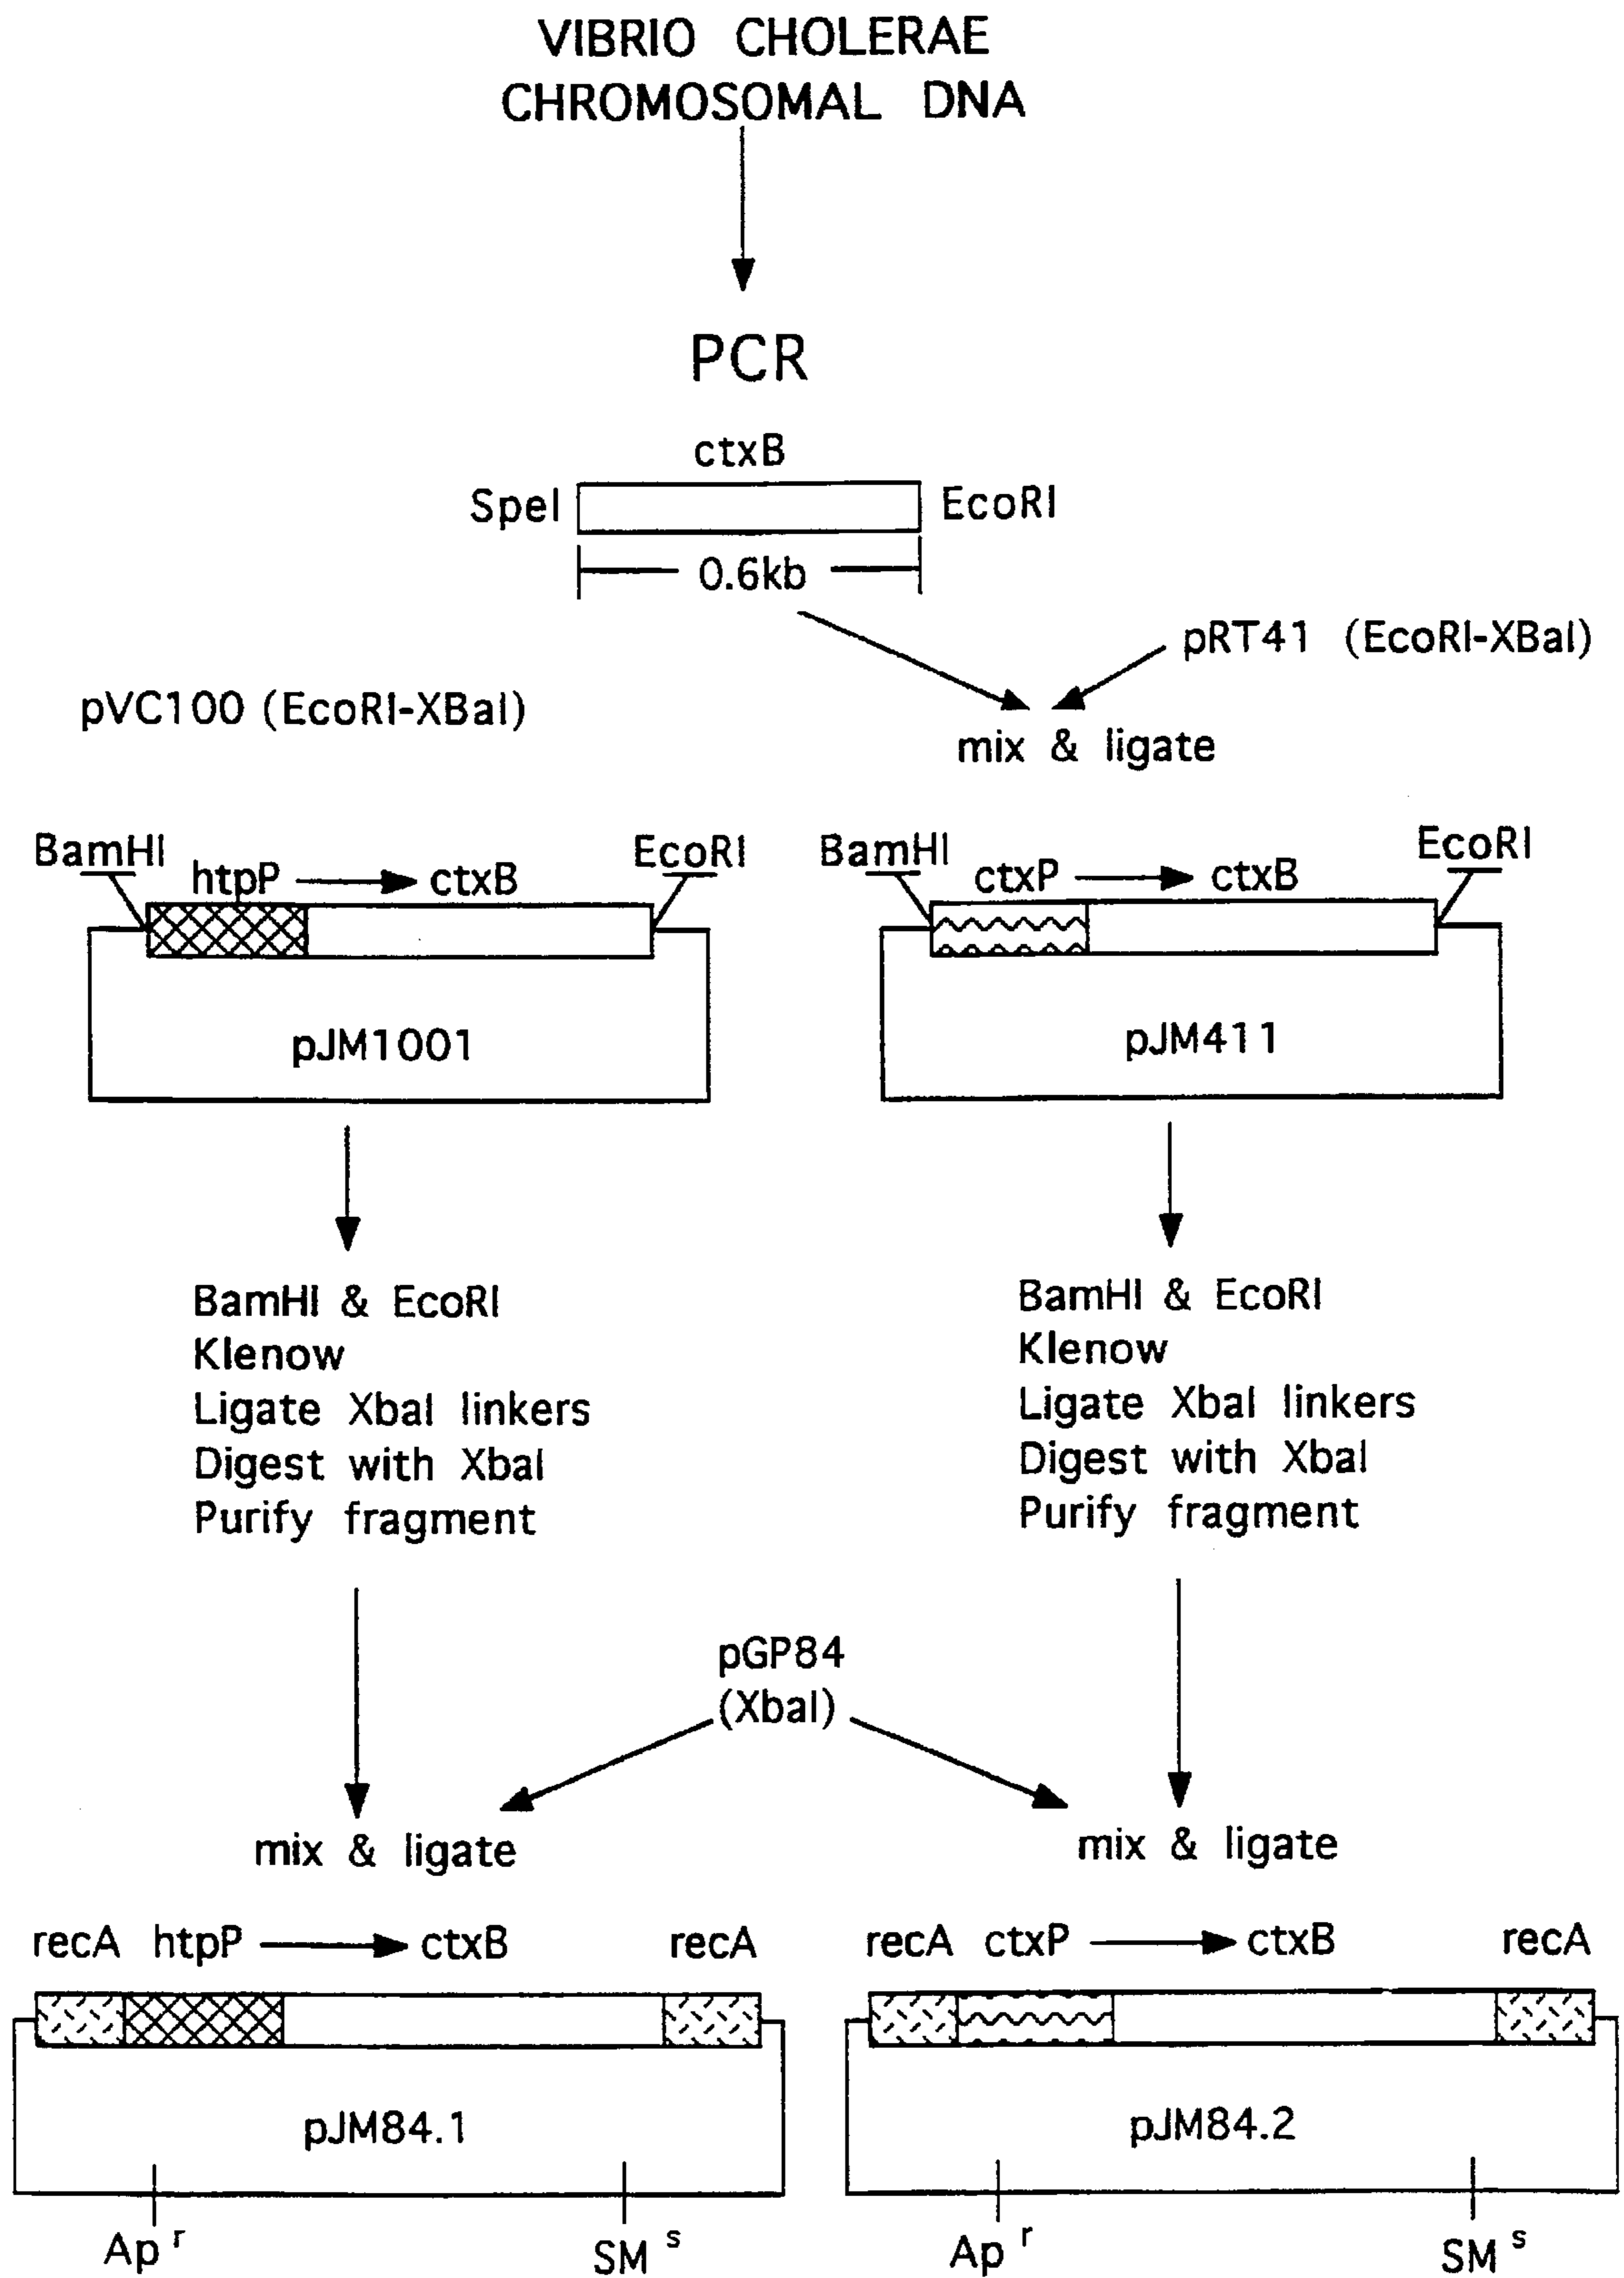 VIBRIO CHOLERAE
CHROMOSOMAL DNA
PCR
ctxB
SpeI EcoRI
0.6kb
pRT41 (EcoRI-XBaI)
pVC100 (EcoRI-XBaI)
mix & ligate
BamHI htpP ctxB EcoRI
pJM1001
BamHI ctxP ctxB EcoRI
pJM411
BamHI & EcoRI
Klenow
Ligate XbaI linkers
Digest with XbaI
Purify fragment
BamHI & EcoRI
Klenow
Ligate XbaI linkers
Digest with XbaI
Purify fragment
pGP84
(XbaI)
mix & ligate
mix & ligate
recA htpP ctxB recA
pJM84.1
Ap r SM s
recA ctxP ctxB recA
pJM84.2
Ap r SM s